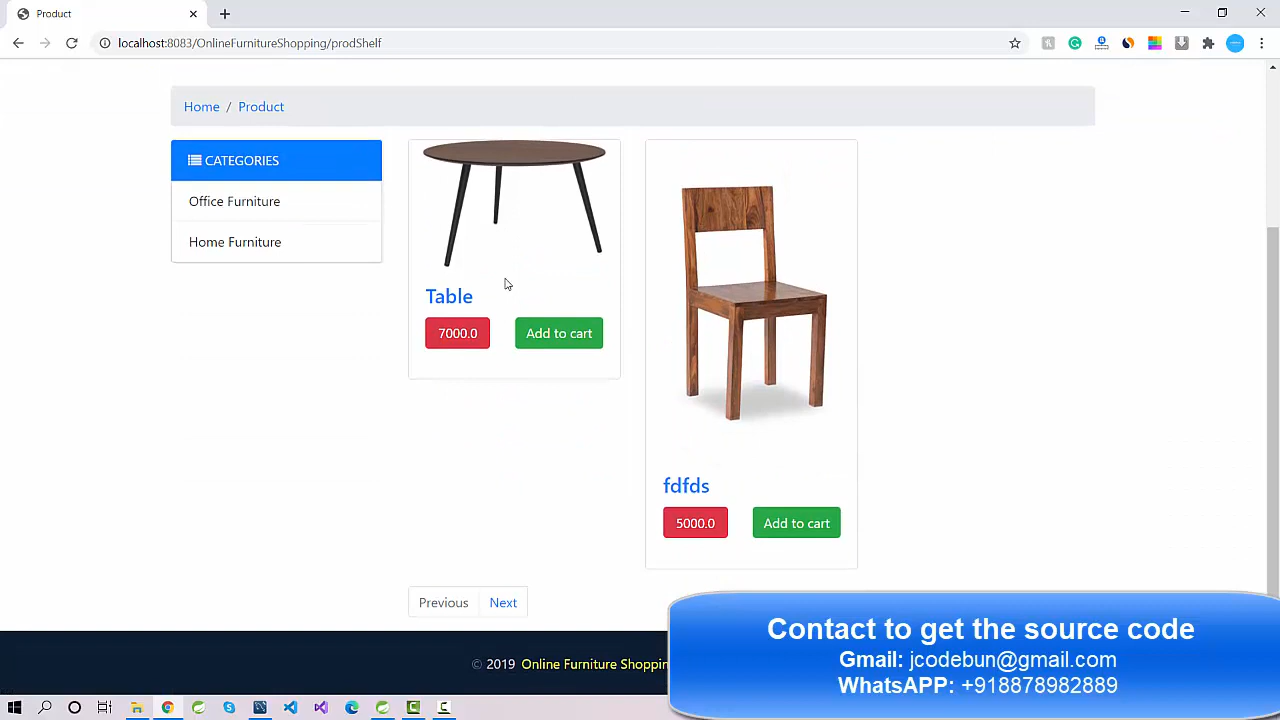 Product
localhost:8083/OnlineFurnitureShopping/prodShelf
Home / Product
CATEGORIES
Office Furniture
Home Furniture
Table
7000.0 Add to cart
fdfds
5000.0 Add to cart
Previous Next
© 2019 Online Furniture Shoppin
Contact to get the source code
Gmail: jcodebun@gmail.com
WhatsAPP: +918878982889